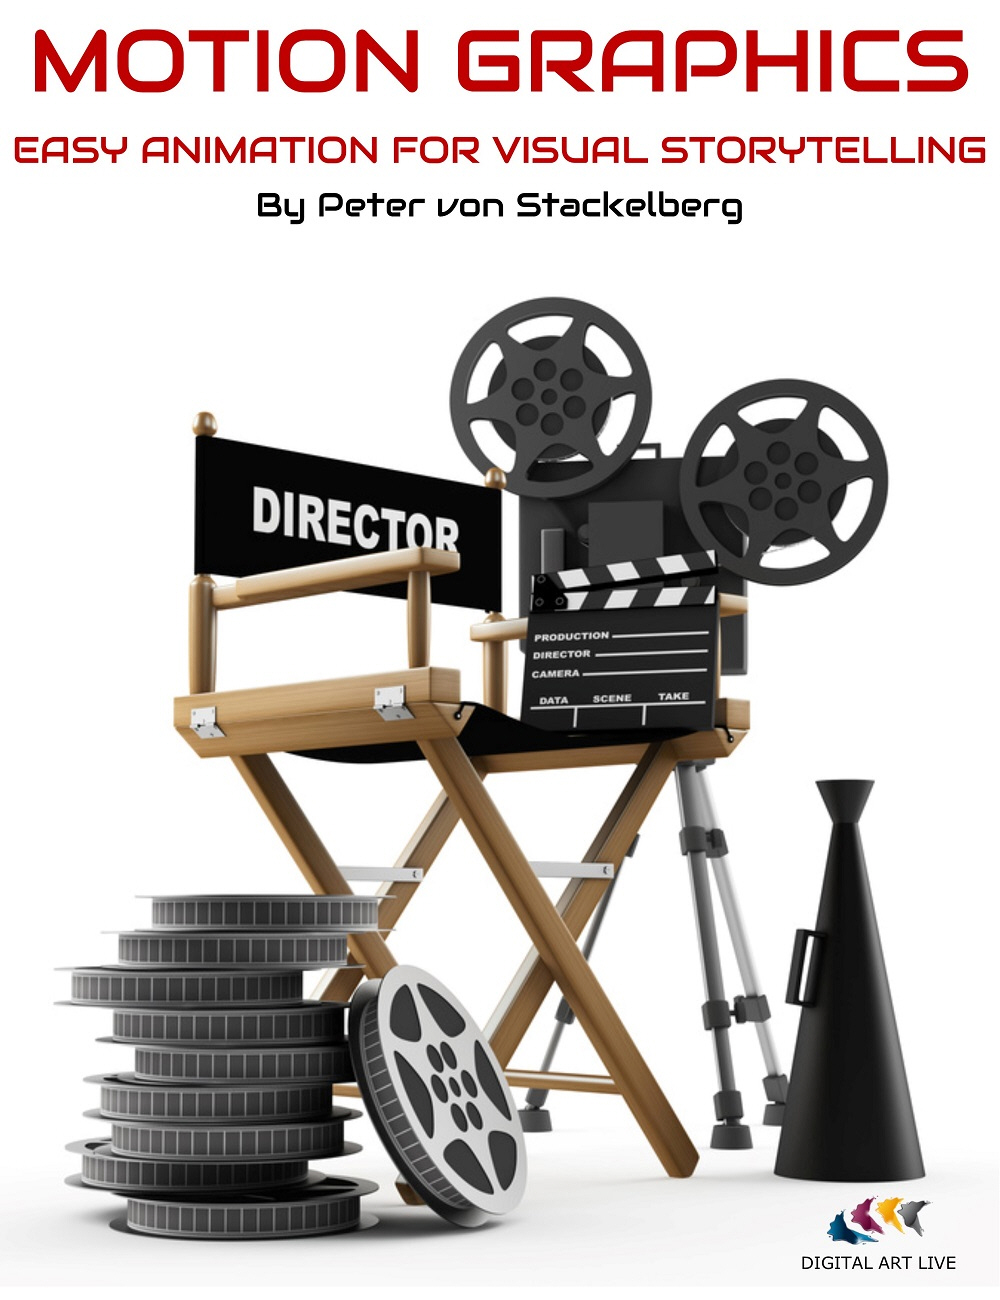 MOTION GRAPHICS
EASY ANIMATION FOR VISUAL STORYTELLING
By Peter von Stackelberg
DIRECTOR
PRODUCTION
DIRECTOR
CAMERA
DATA SCENE TAKE
DIGITAL ART LIVE